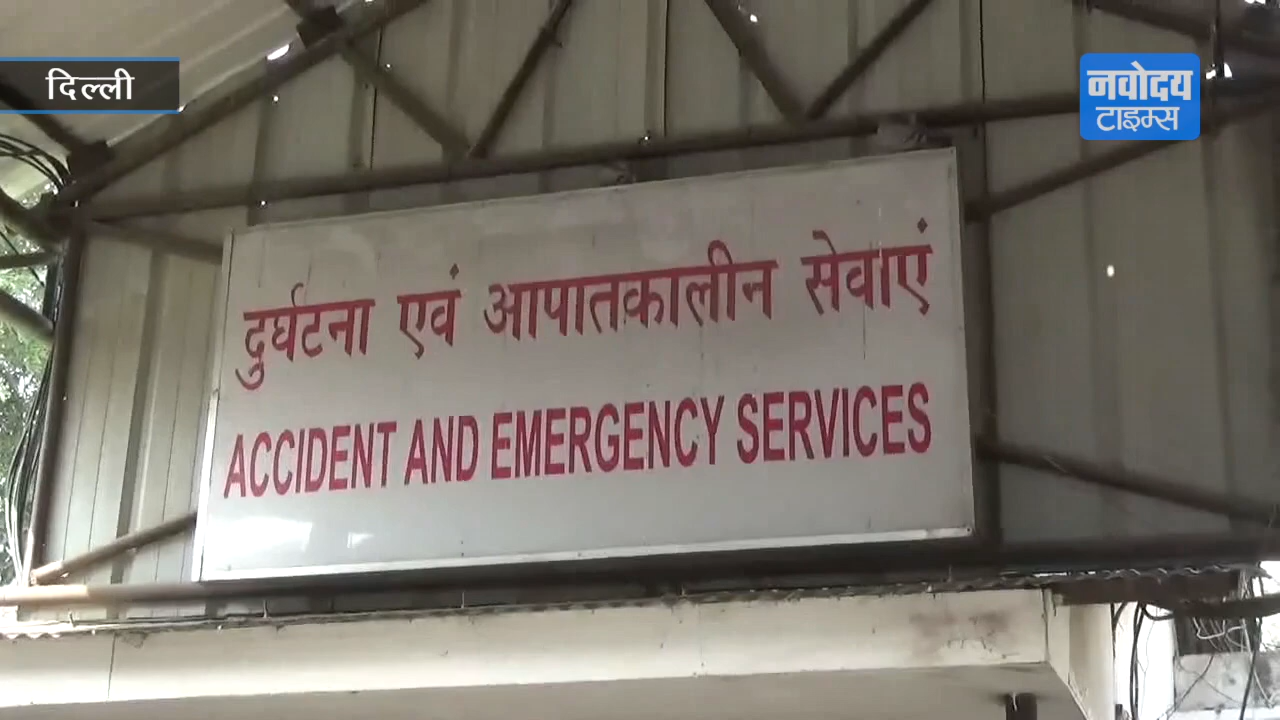 दिल्ली
नवोदय
टाइम्स
दुर्घटना एवं आपातकालीन सेवाएं
ACCIDENT AND EMERGENCY SERVICES